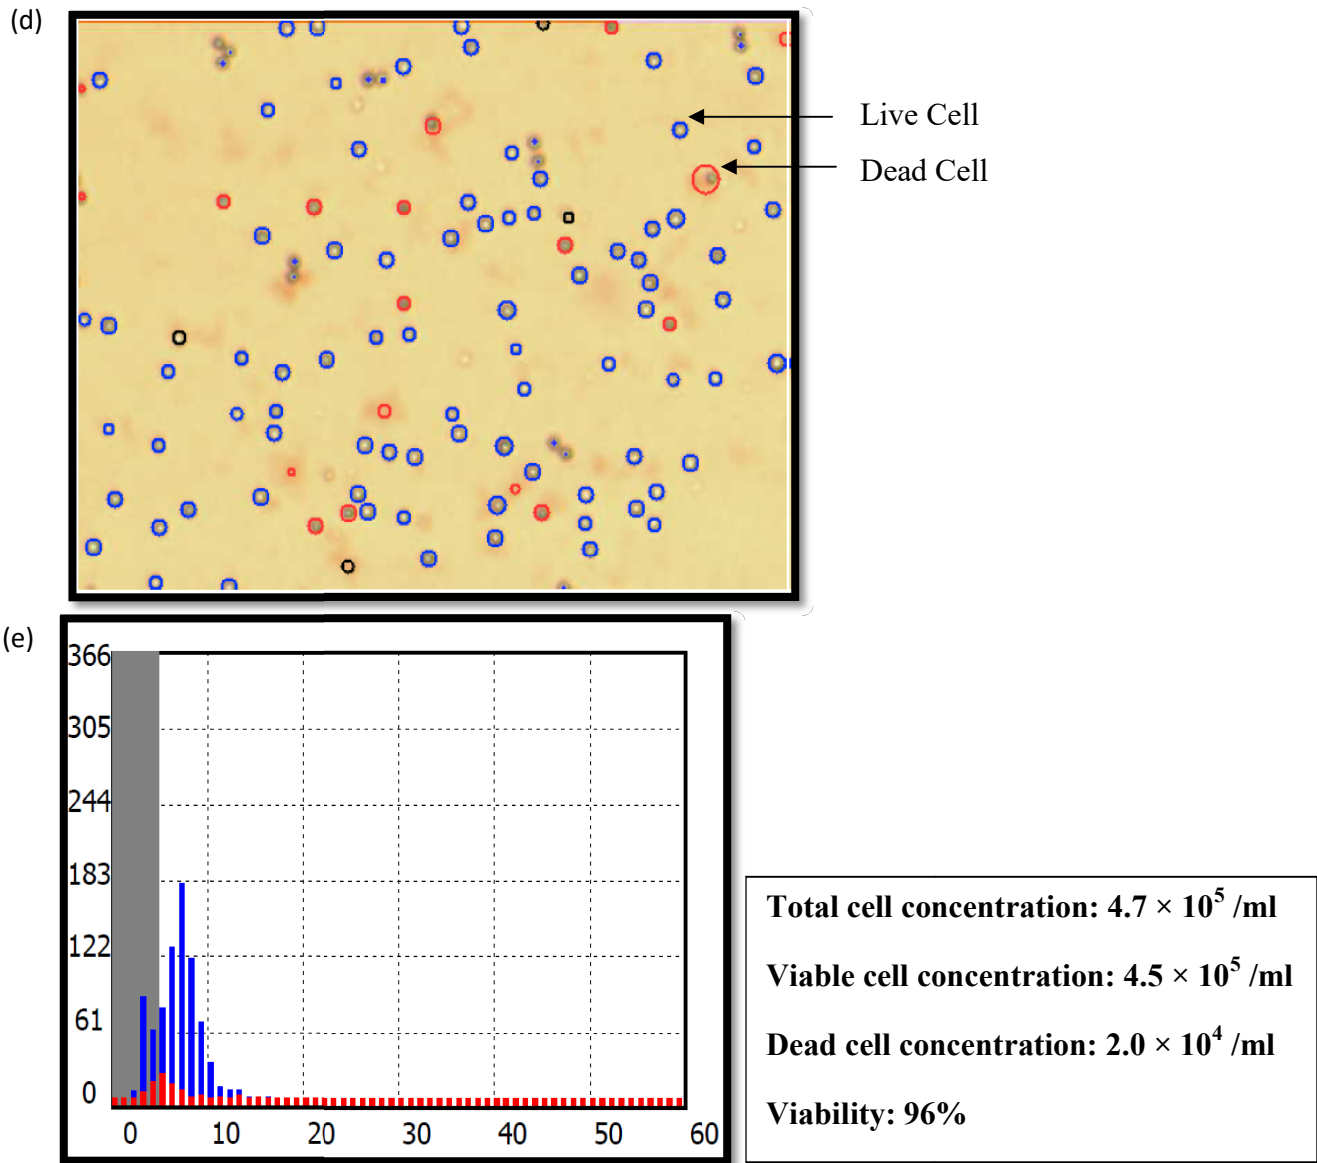 (d)
Live Cell
Dead Cell
(e)
366
305
244
183
122
61
0
0 10 20 30 40 50 60
Total cell concentration: 4.7 × 10⁵ /ml
Viable cell concentration: 4.5 × 10⁵ /ml
Dead cell concentration: 2.0 × 10⁴ /ml
Viability: 96%